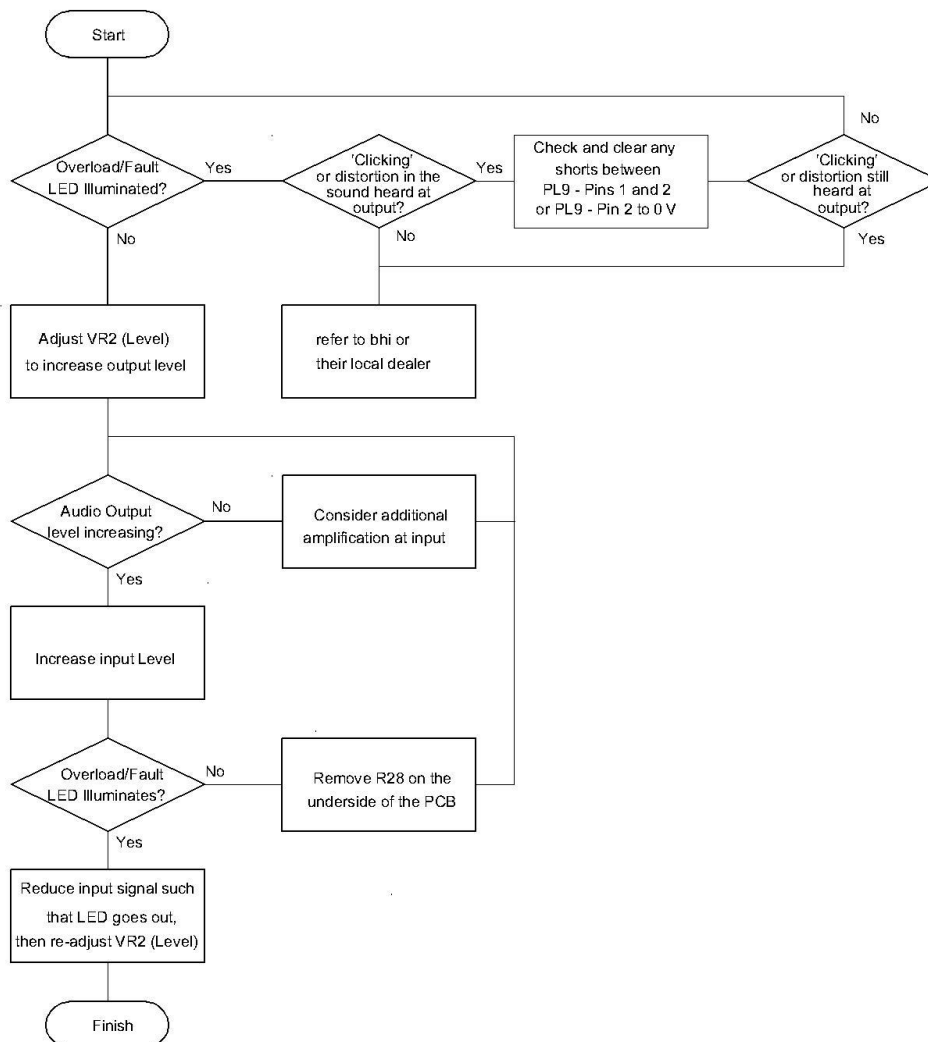 Start
No
Overload/Fault
LED Illuminated?
Yes
'Clicking'
or distortion in the
sound heard at
output?
Yes
Check and clear any
shorts between
PL9 - Pins 1 and 2
or PL9 - Pin 2 to 0 V
'Clicking'
or distortion still
heard at
output?
No
No
Yes
Adjust VR2 (Level)
to increase output level
refer to bhi or
their local dealer
Audio Output
level increasing?
No
Consider additional
amplification at input
Yes
Increase input Level
Overload/Fault
LED Illuminates?
No
Remove R28 on the
underside of the PCB
Yes
Reduce input signal such
that LED goes out,
then re-adjust VR2 (Level)
Finish